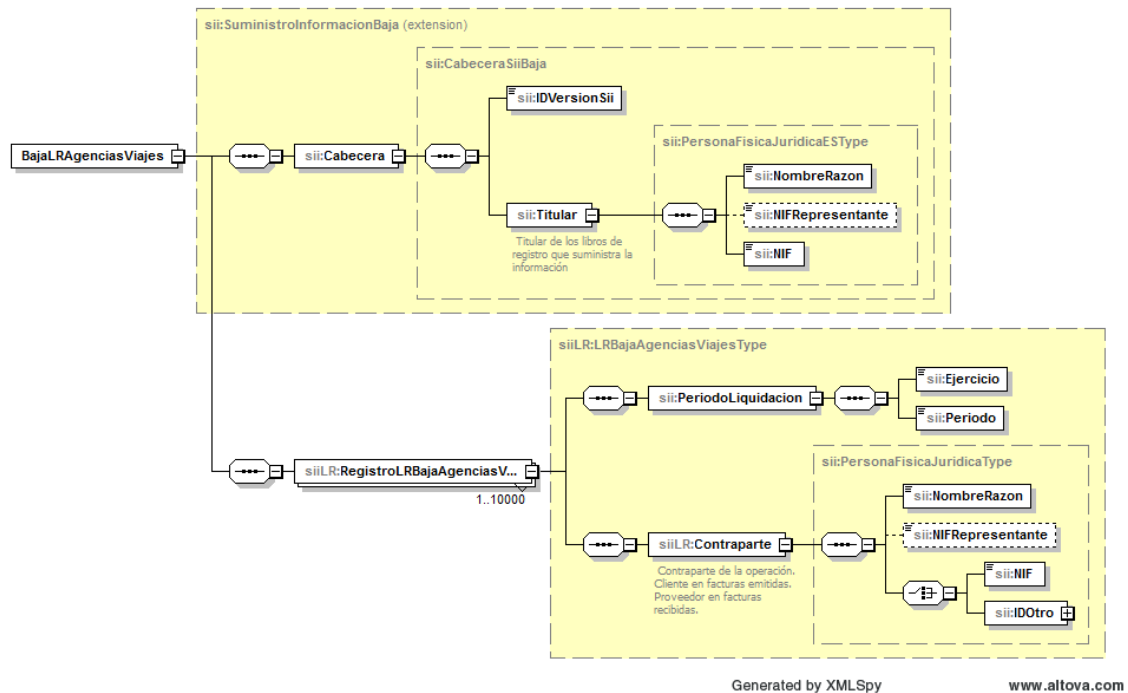 sii:SuministroInformacionBaja (extension)
sii:CabeceraSiiBaja
sii:IDVersionSii
sii:PersonaFisicaJuridicaESType
BajaLRAgenciasViajes
sii:Cabecera
sii:NombreRazon
sii:Titular
sii:NIFRepresentante
Titular de los libros de
registro que suministra la
información
sii:NIF
siiLR:LRBajaAgenciasViajesType
sii:PeriodoLiquidacion
sii:Ejercicio
sii:Periodo
sii:PersonaFisicaJuridicaType
siiLR:RegistroLRBajaAgenciasV...
1..10000
sii:NombreRazon
siiLR:Contraparte
sii:NIFRepresentante
Contraparte de la operación.
Cliente en facturas emitidas.
Proveedor en facturas
recibidas.
sii:NIF
sii:IDOtro
Generated by XMLSpy
www.altova.com